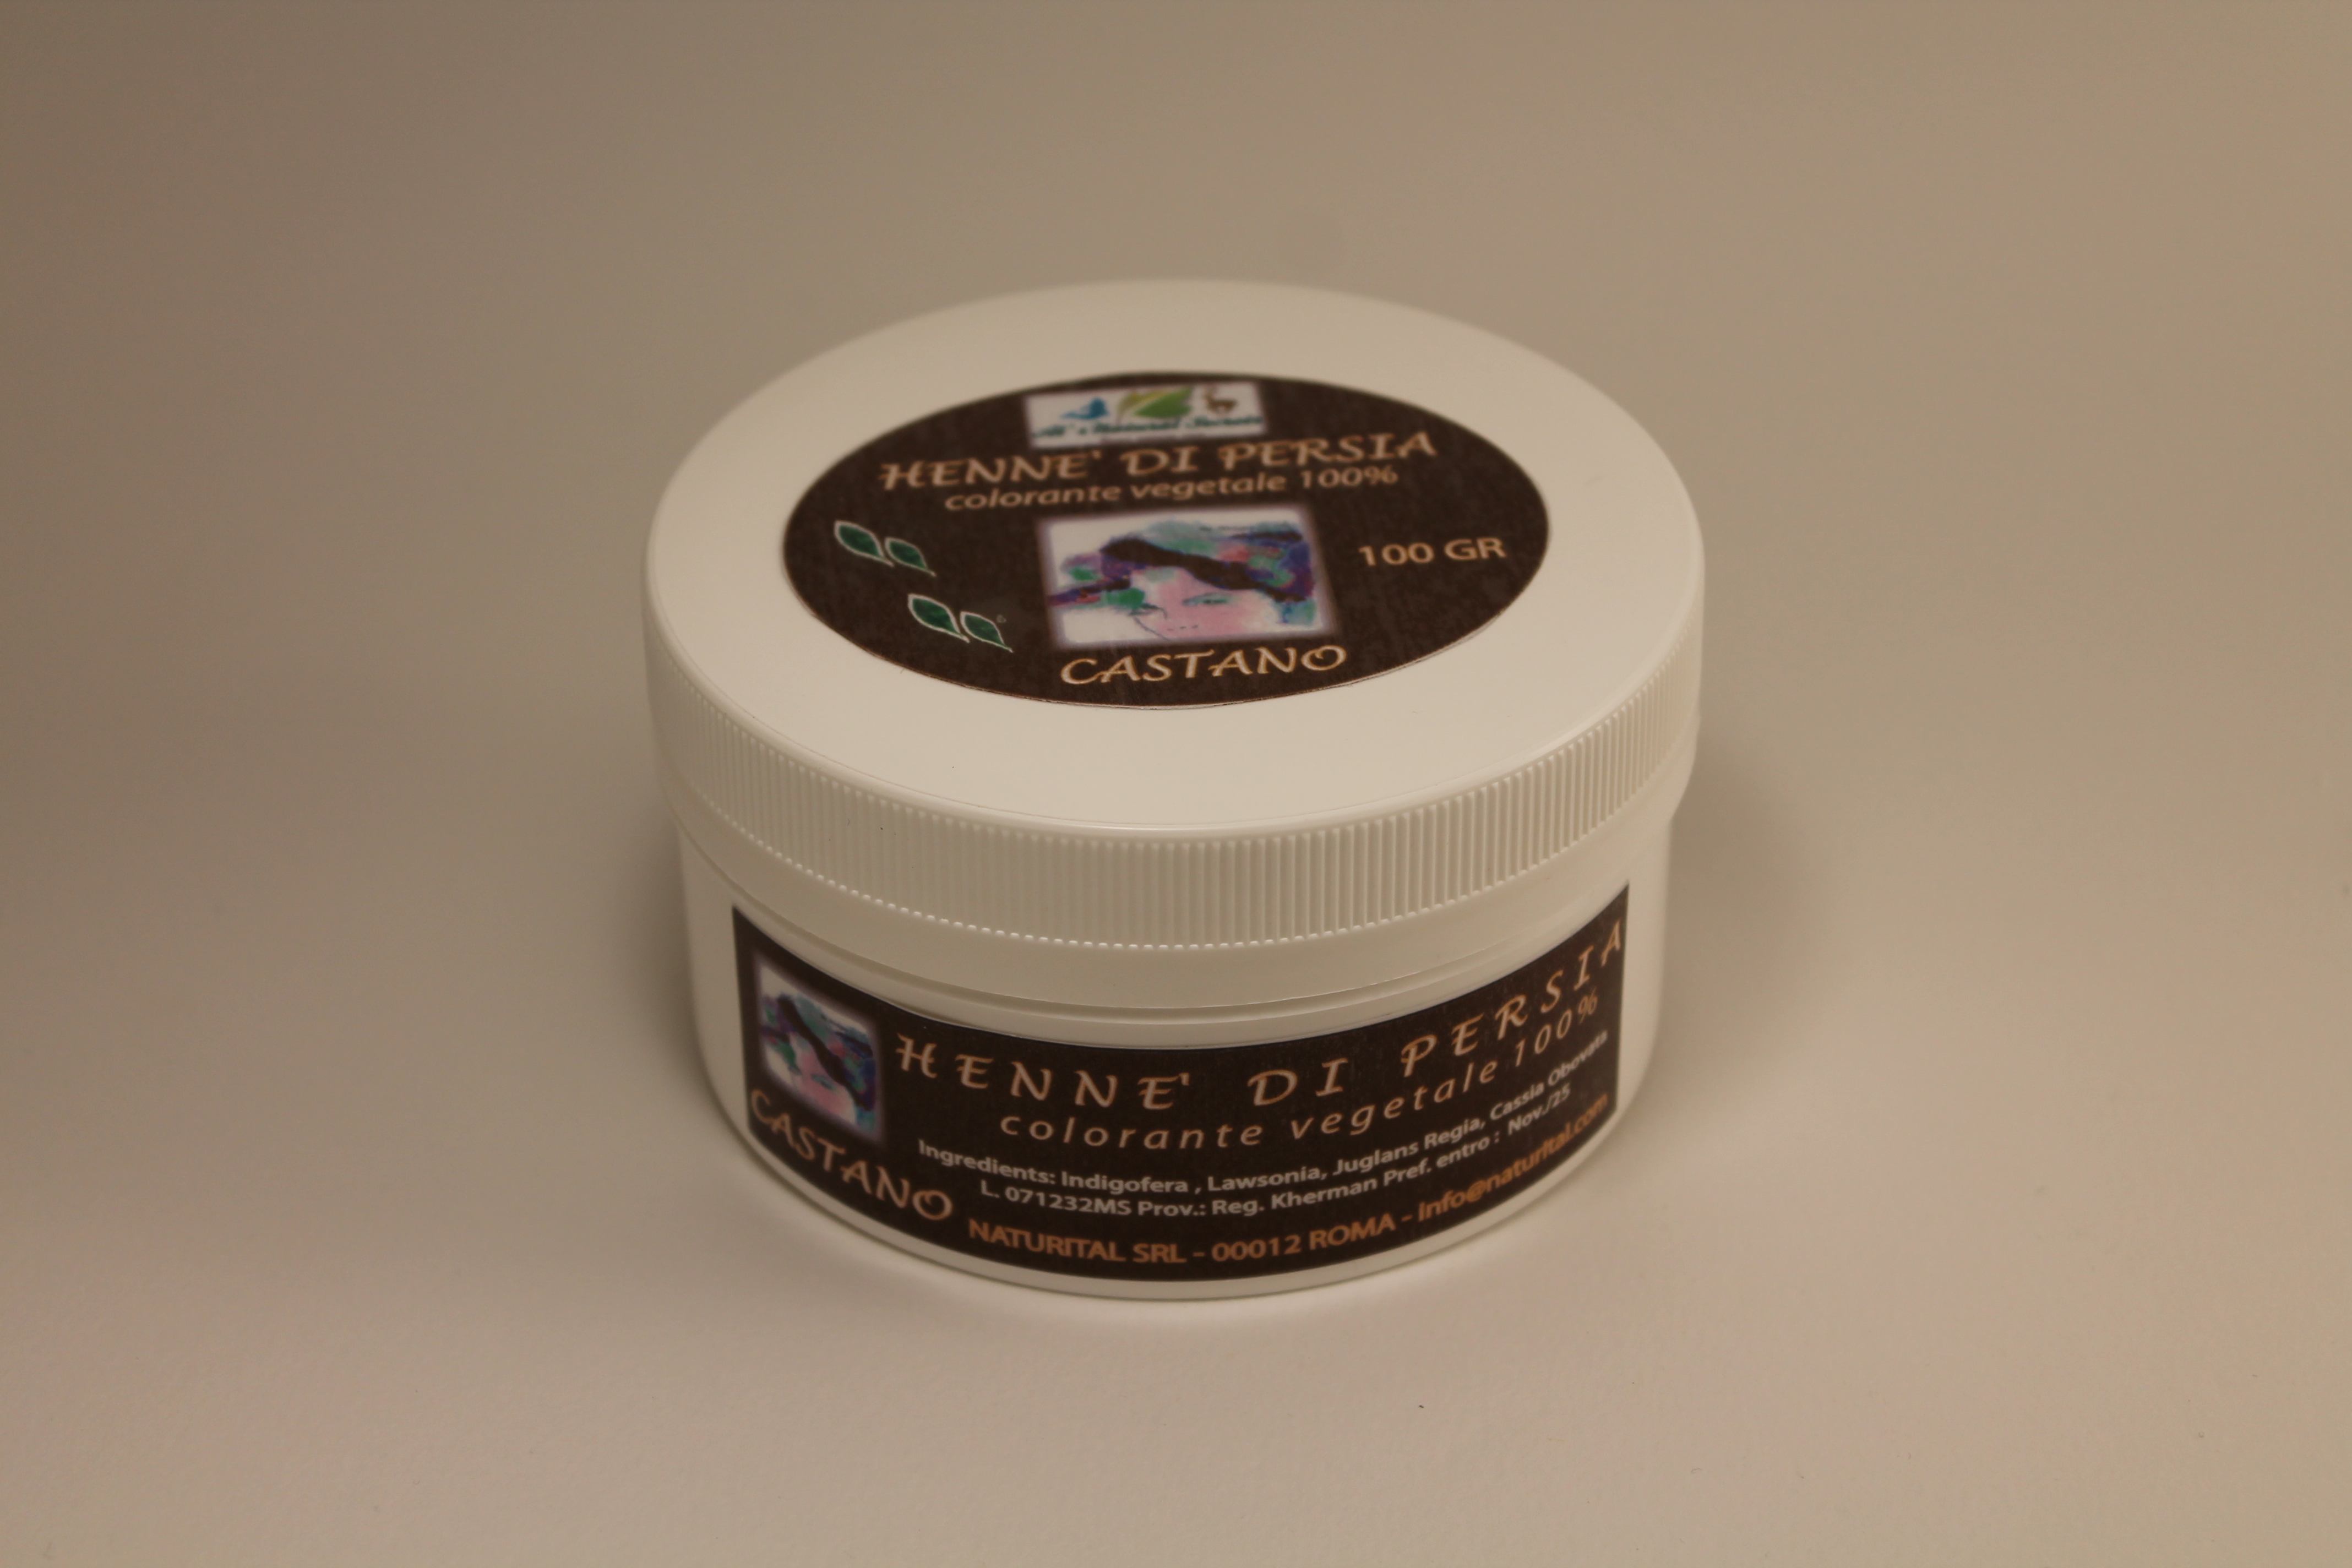 Natural Secrets
HENNE' DI PERSIA
colorante vegetale 100%
100 GR
CASTANO
HENNE' DI PERSIA
colorante vegetale 100%
Ingredients: Indigofera , Lawsonia, Juglans Regia, Cassia Obovata
L. 071232MS Prov.: Reg. Kherman Pref. entro : Nov./25
CASTANO
NATURITAL SRL - 00012 ROMA - Info@naturital.com